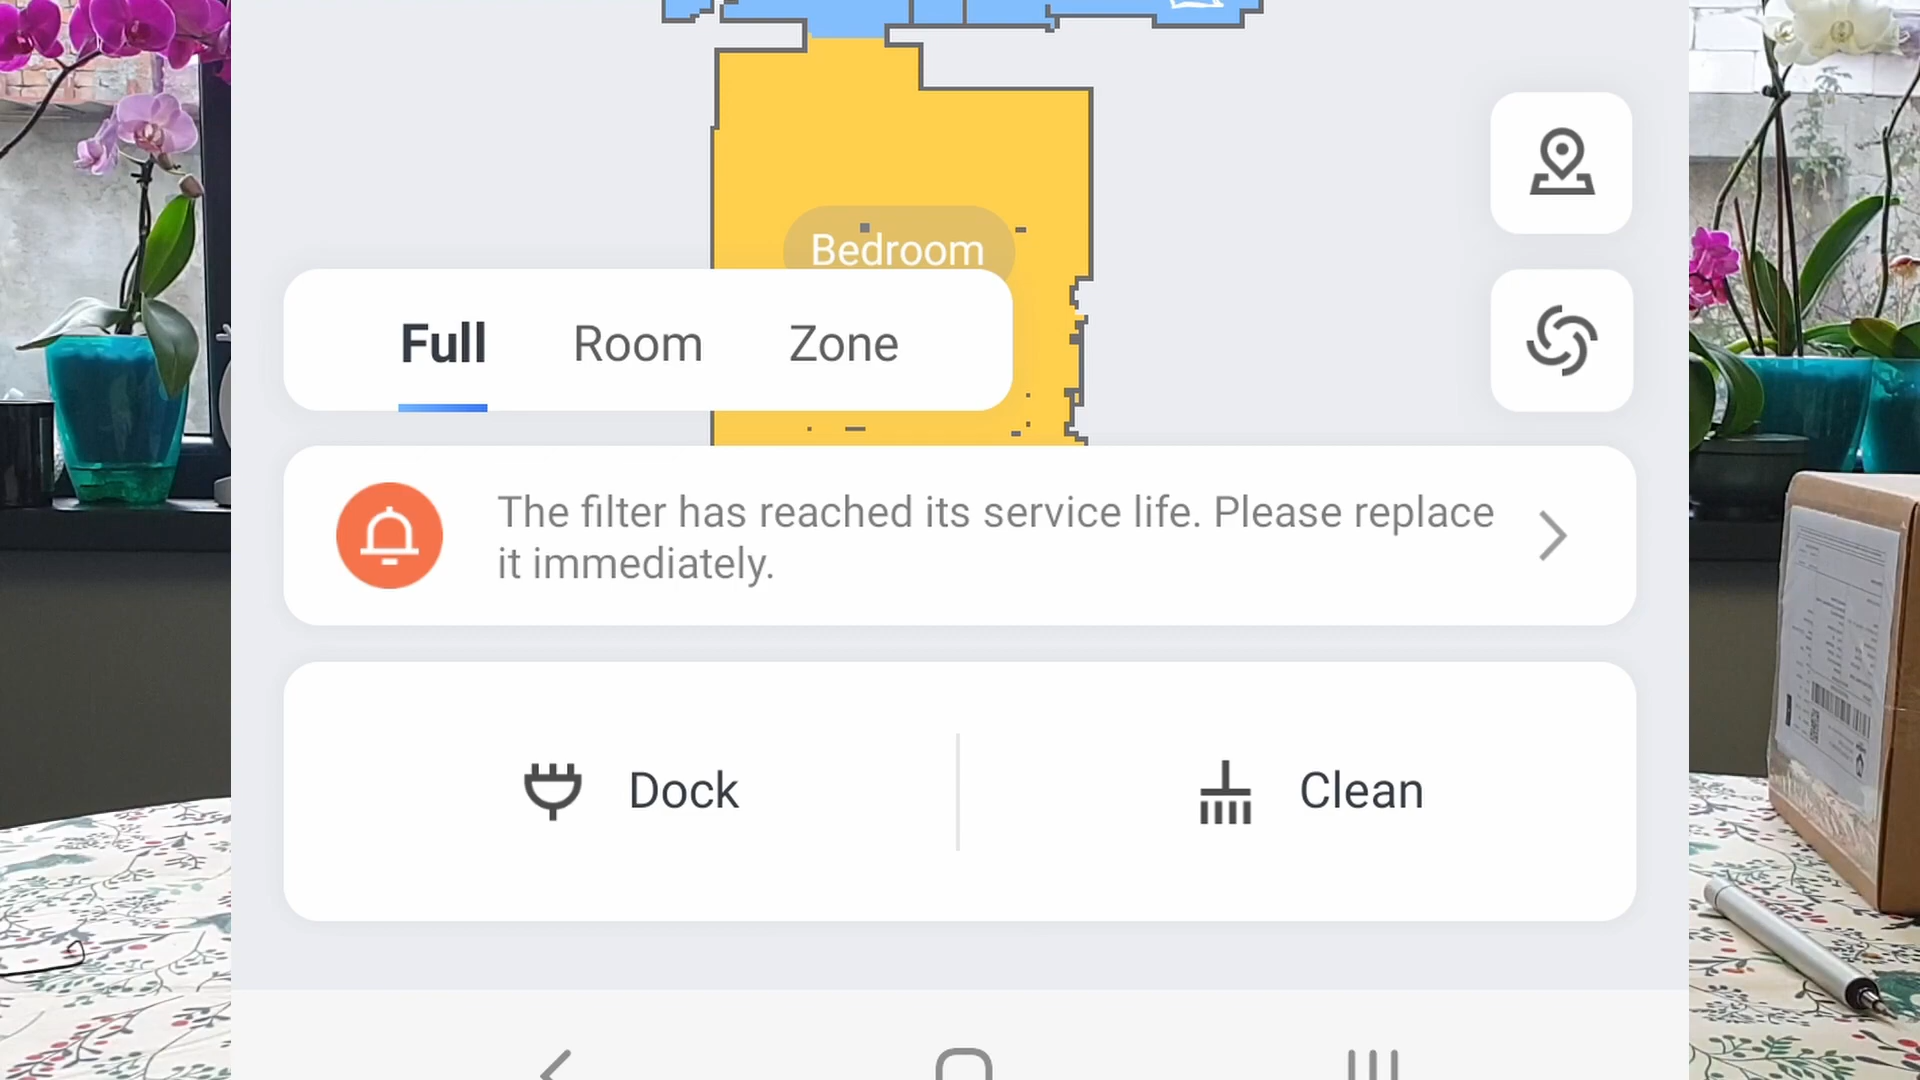 Bedroom
Full Room Zone
The filter has reached its service life. Please replace
it immediately.
Dock Clean